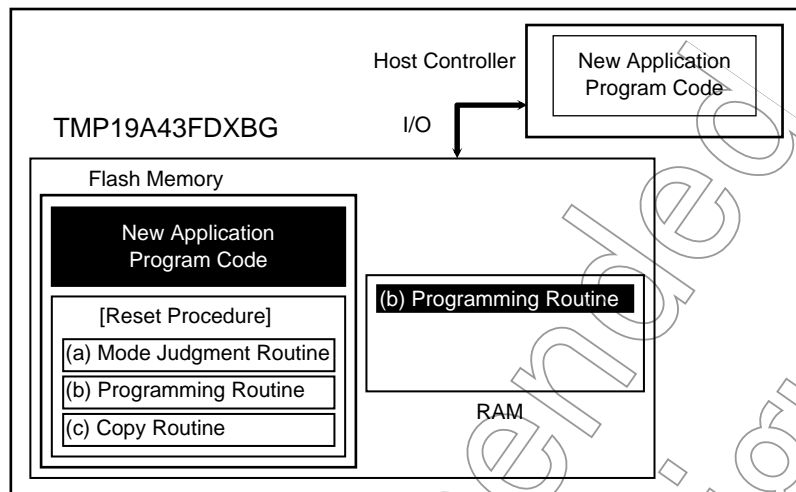 Host Controller
New Application
Program Code
TMP19A43FDXBG
I/O
Flash Memory
New Application
Program Code
[Reset Procedure]
(a) Mode Judgment Routine
(b) Programming Routine
(c) Copy Routine
(b) Programming Routine
RAM